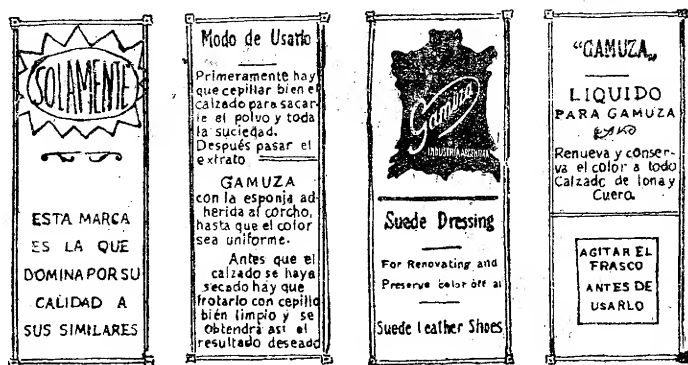 SOLAMENTE
ESTA MARCA
ES LA QUE
DOMINA POR SU
CALIDAD A
SUS SIMILARES
Modo de Usarlo
Primeramente hay
que cepillar bien el
calzado para sacar-
le el polvo y toda
la suciedad.
Después pasar el
extrato
GAMUZA
con la esponja ad
herida al corcho,
hasta que el color
sea uniforme.
Antes que el
calzado se haya
secado hay que
frotarlo con cepillo
bién limpio y se
obtendrá así el
resultado deseado
Gamuza
INDUSTRIA ARGENTINA
Suede Dressing
For Renovating and
Preserve color off al
Suede Leather Shoes
"GAMUZA"
LIQUIDO
PARA GAMUZA
Renueva y conser-
va el color a todo
Calzado de lona y
Cuero.
AGITAR EL
FRASCO
ANTES DE
USARLO